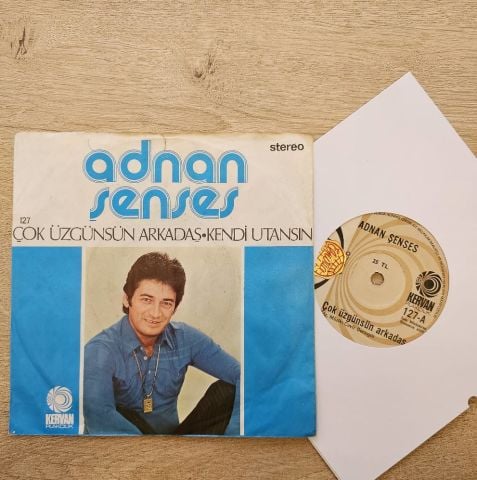 stereo
adnan
şenses
127
ÇOK ÜZGÜNSÜN ARKADAŞ•KENDİ UTANSIN
KERVAN
PLAKCILIK
ADNAN ŞENSES
25 TL.
KERVAN
127-A
Çok üzgünsün arkadaş